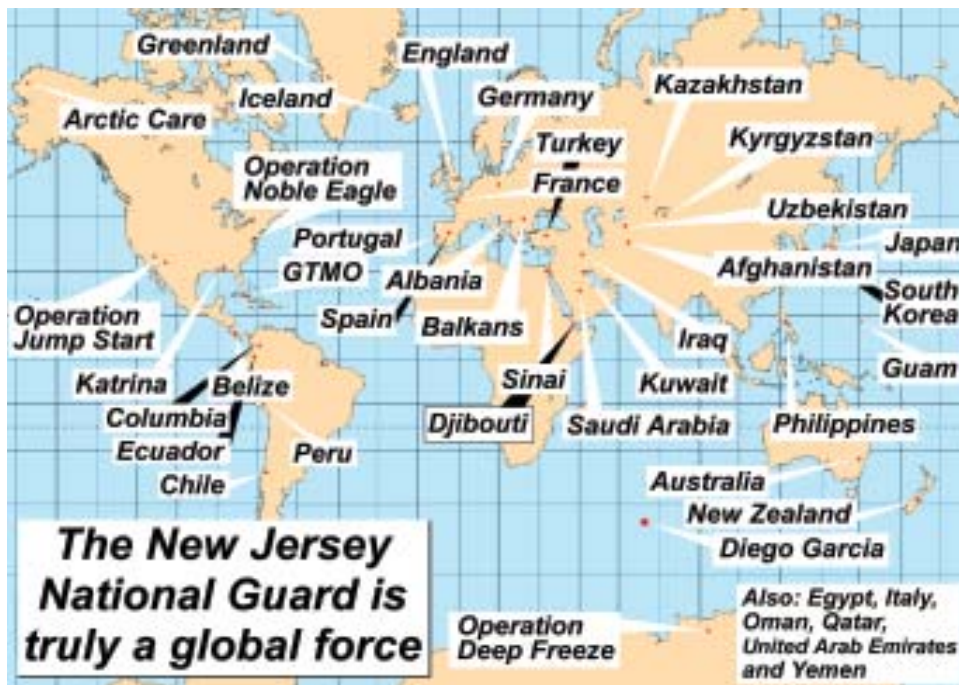 Greenland
England
Iceland
Germany
Kazakhstan
Arctic Care
Turkey
Kyrgyzstan
Operation
Noble Eagle
France
Uzbekistan
Portugal
Japan
GTMO
Albania
Afghanistan
Spain
Balkans
South
Korea
Operation
Jump Start
Iraq
Guam
Katrina
Belize
Sinai
Kuwait
Columbia
Djibouti
Saudi Arabia
Philippines
Ecuador
Peru
Chile
Australia
New Zealand
Diego Garcia
The New Jersey
National Guard is
truly a global force
Operation
Deep Freeze
Also: Egypt, Italy,
Oman, Qatar,
United Arab Emirates
and Yemen